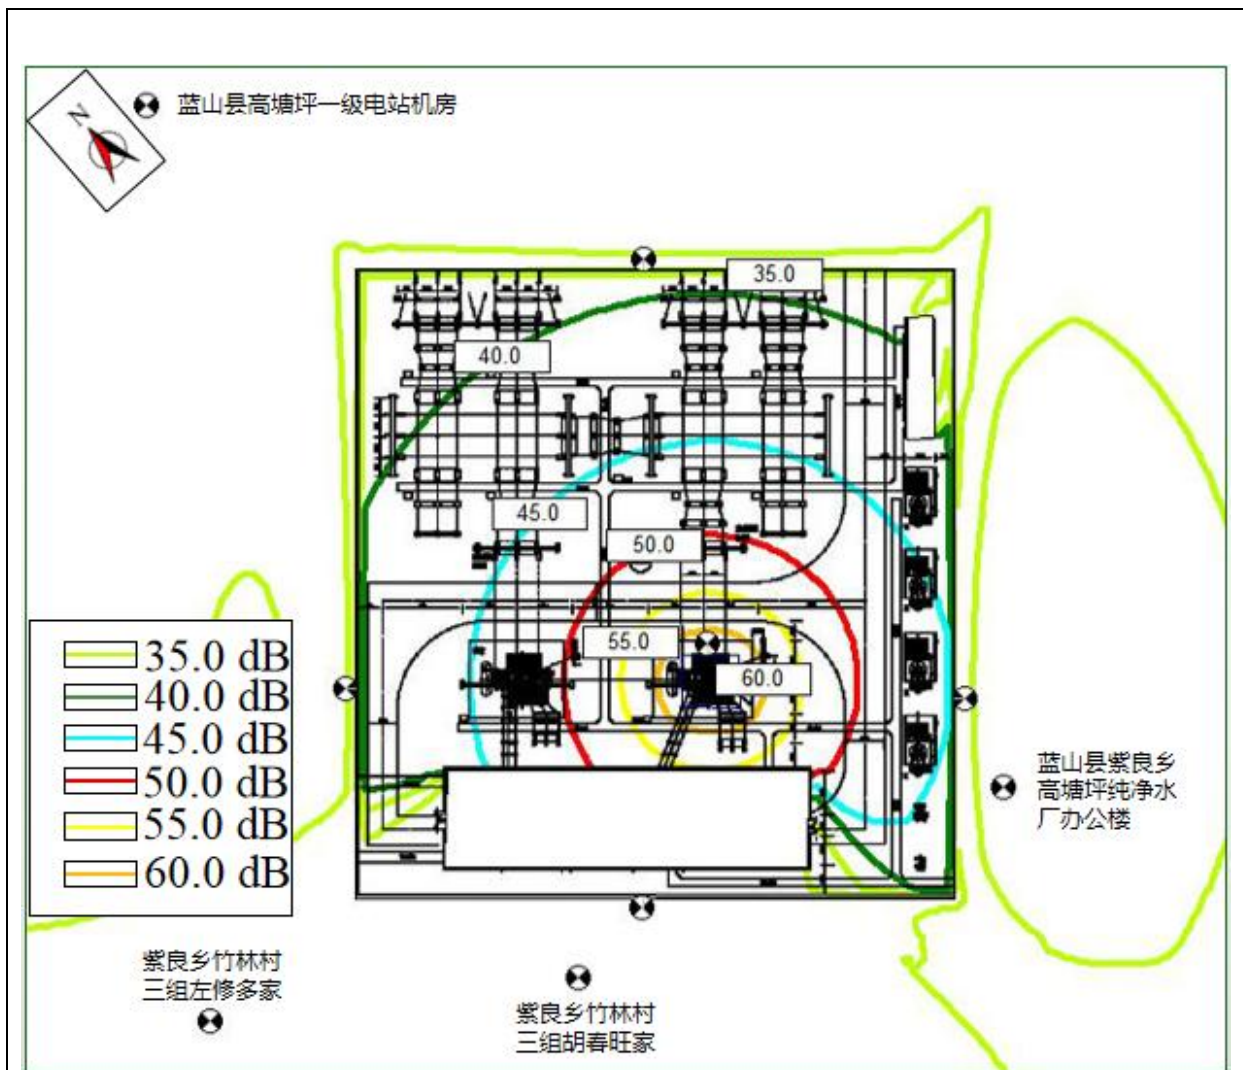 N
蓝山县高塘坪一级电站机房
35.0
40.0
45.0
50.0
55.0
60.0
35.0 dB
40.0 dB
45.0 dB
50.0 dB
55.0 dB
60.0 dB
蓝山县紫良乡
高塘坪纯净水
厂办公楼
紫良乡竹林村
三组左修多家
紫良乡竹林村
三组胡春旺家